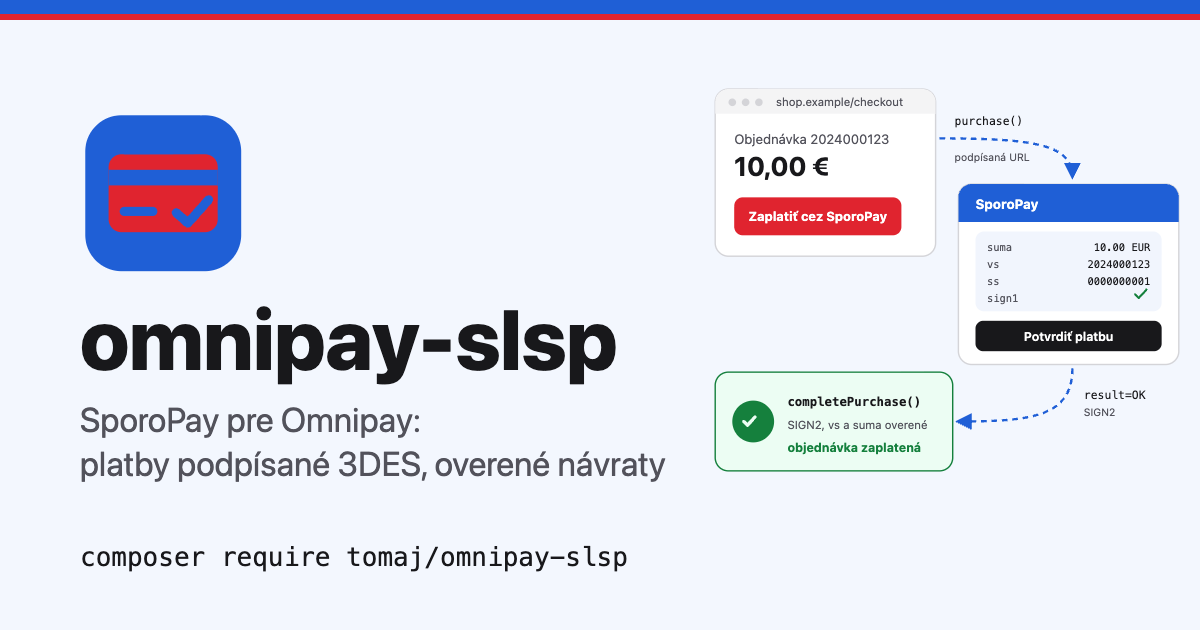 omnipay-slsp
SporoPay pre Omnipay:
platby podpísané 3DES, overené návraty
composer require tomaj/omnipay-slsp
shop.example/checkout
Objednávka 2024000123
10,00 €
Zaplatiť cez SporoPay
purchase()
podpísaná URL
SporoPay
suma 10.00 EUR
vs 2024000123
ss 0000000001
sign1
Potvrdiť platbu
result=OK
SIGN2
completePurchase()
SIGN2, vs a suma overené
objednávka zaplatená